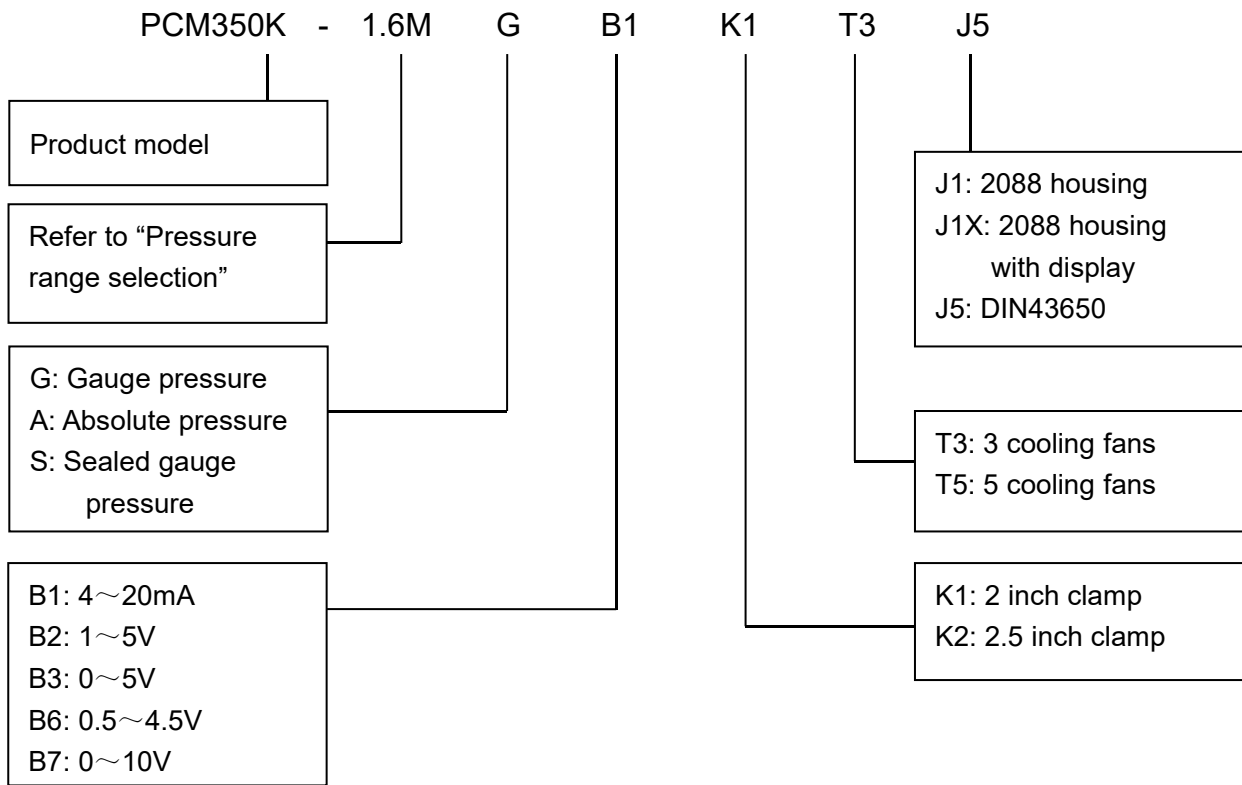 PCM350K - 1.6M G B1 K1 T3 J5
Product model
Refer to “Pressure
range selection”
G: Gauge pressure
A: Absolute pressure
S: Sealed gauge
pressure
B1: 4～20mA
B2: 1～5V
B3: 0～5V
B6: 0.5～4.5V
B7: 0～10V
J1: 2088 housing
J1X: 2088 housing
with display
J5: DIN43650
T3: 3 cooling fans
T5: 5 cooling fans
K1: 2 inch clamp
K2: 2.5 inch clamp